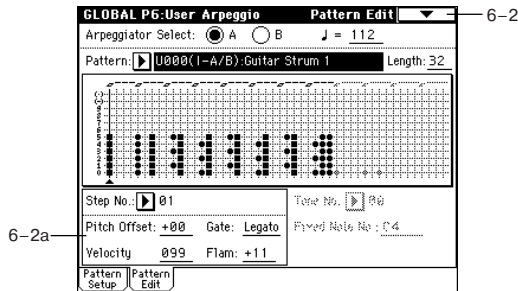 GLOBAL P6:User Arpeggio Pattern Edit
6-2
Arpeggiator Select: A B ♩ = 112
Pattern: U000(I-A/B):Guitar Strum 1 Length: 32
Step No.: 01 Tone No. 00
Pitch Offset: +00 Gate: Legato Fixed Note No.: C4
6-2a
Velocity 099 Flam: +11
Pattern Setup Pattern Edit